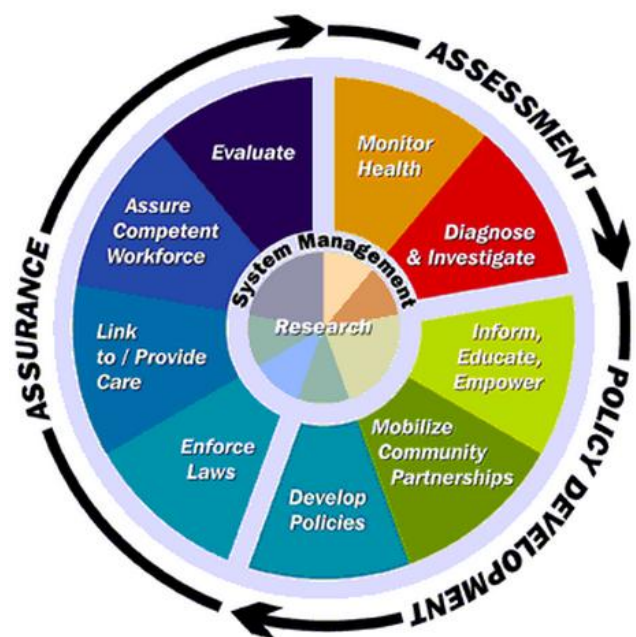 ASSESSMENT
Monitor
Health
Diagnose
& Investigate
POLICY DEVELOPMENT
Inform,
Educate,
Empower
Mobilize
Community
Partnerships
Develop
Policies
ASSURANCE
Enforce
Laws
Link
to / Provide
Care
Assure
Competent
Workforce
Evaluate
System Management
Research